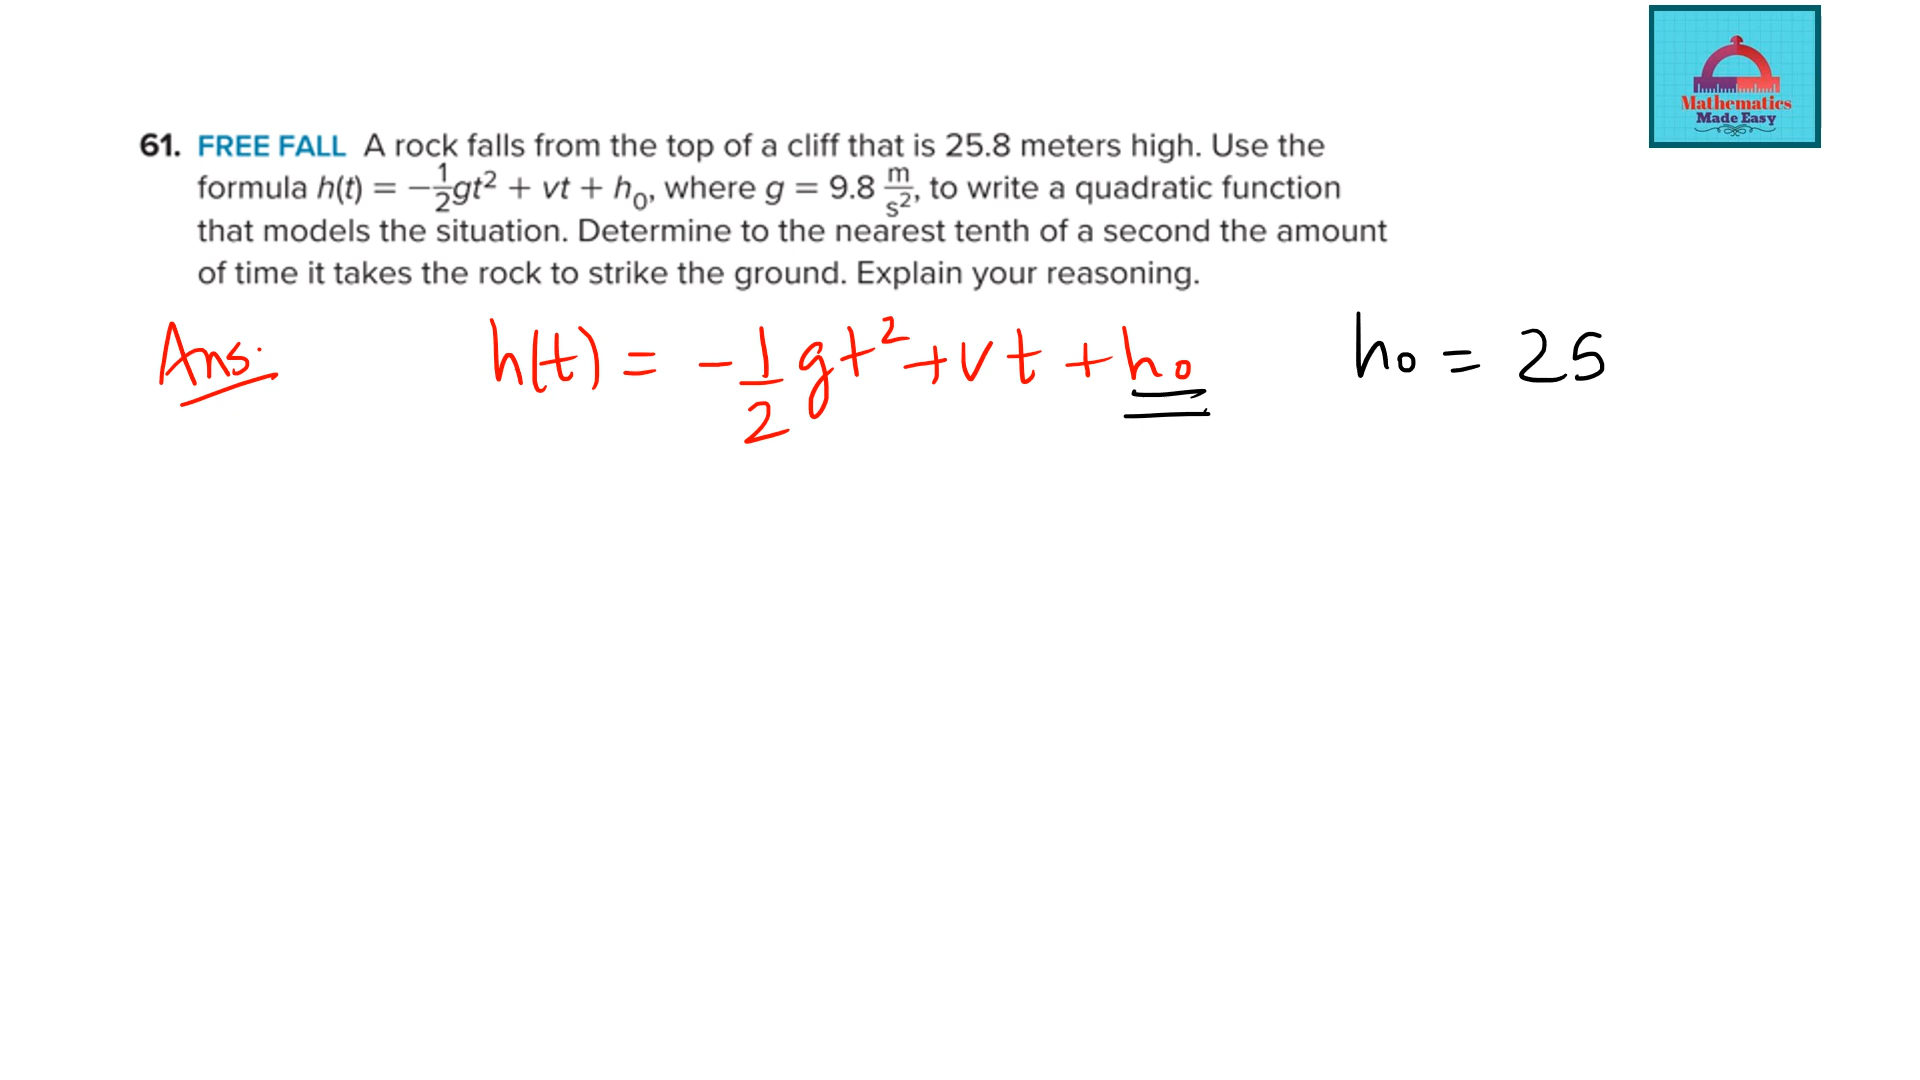 Mathematics
Made Easy
61. FREE FALL A rock falls from the top of a cliff that is 25.8 meters high. Use the
formula h(t) = −½gt² + vt + h₀, where g = 9.8 m/s², to write a quadratic function
that models the situation. Determine to the nearest tenth of a second the amount
of time it takes the rock to strike the ground. Explain your reasoning.
Ans. h(t) = -½gt² + vt + h₀ h₀ = 25